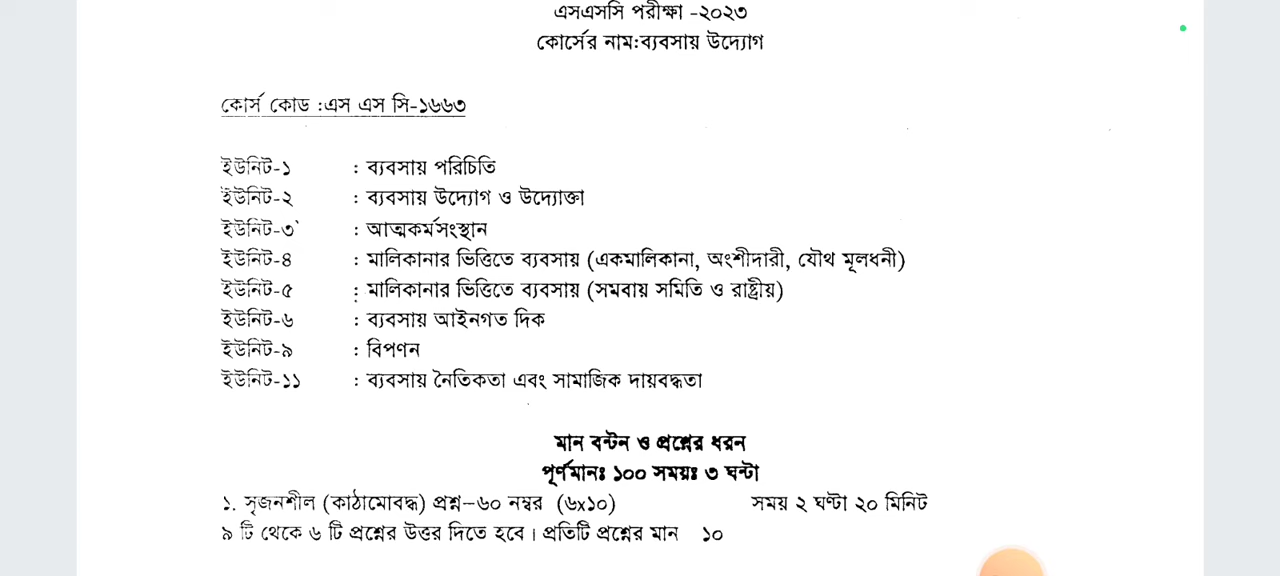 এসএসসি পরীক্ষা -২০২৩
কোর্সের নাম:ব্যবসায় উদ্যোগ
কোর্স কোড :এস এস সি-১৬৬৩
ইউনিট-১ : ব্যবসায় পরিচিতি
ইউনিট-২ : ব্যবসায় উদ্যোগ ও উদ্যোক্তা
ইউনিট-৩ : আত্মকর্মসংস্থান
ইউনিট-৪ : মালিকানার ভিত্তিতে ব্যবসায় (একমালিকানা, অংশীদারী, যৌথ মূলধনী)
ইউনিট-৫ : মালিকানার ভিত্তিতে ব্যবসায় (সমবায় সমিতি ও রাষ্ট্রীয়)
ইউনিট-৬ : ব্যবসায় আইনগত দিক
ইউনিট-৯ : বিপণন
ইউনিট-১১ : ব্যবসায় নৈতিকতা এবং সামাজিক দায়বদ্ধতা
মান বন্টন ও প্রশ্নের ধরন
পূর্ণমানঃ ১০০ সময়ঃ ৩ ঘন্টা
১. সৃজনশীল (কাঠামোবদ্ধ) প্রশ্ন–৬০ নম্বর (৬x১০) সময় ২ ঘণ্টা ২০ মিনিট
৯ টি থেকে ৬ টি প্রশ্নের উত্তর দিতে হবে। প্রতিটি প্রশ্নের মান ১০